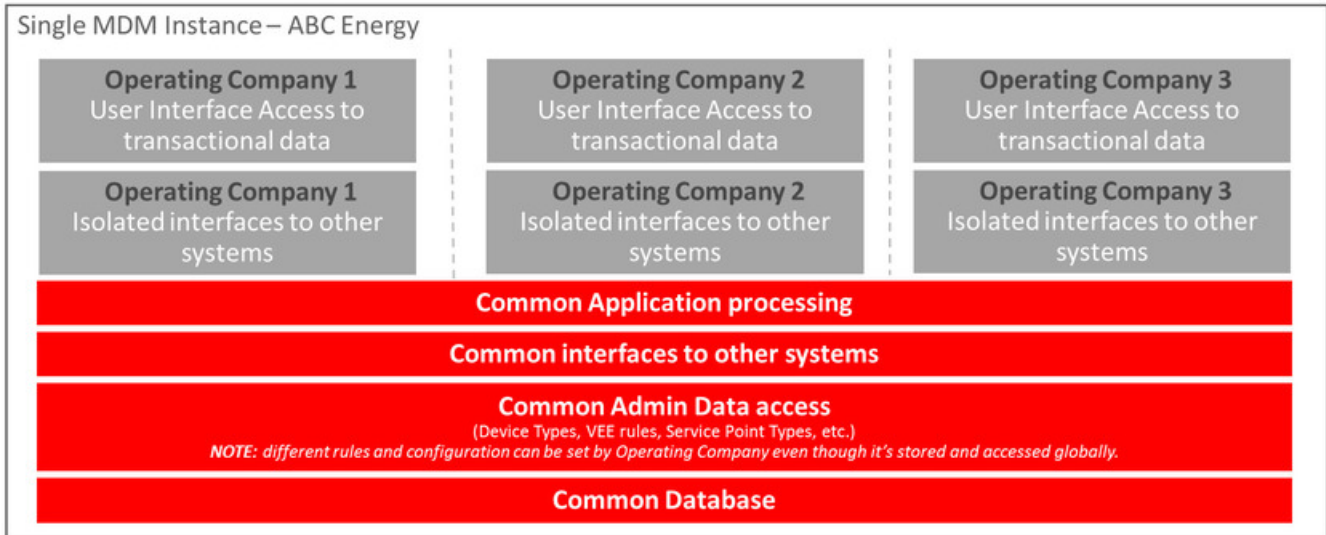 Single MDM Instance – ABC Energy
Operating Company 1
User Interface Access to
transactional data
Operating Company 2
User Interface Access to
transactional data
Operating Company 3
User Interface Access to
transactional data
Operating Company 1
Isolated interfaces to other
systems
Operating Company 2
Isolated interfaces to other
systems
Operating Company 3
Isolated interfaces to other
systems
Common Application processing
Common interfaces to other systems
Common Admin Data access
(Device Types, VEE rules, Service Point Types, etc.)
NOTE: different rules and configuration can be set by Operating Company even though it’s stored and accessed globally.
Common Database